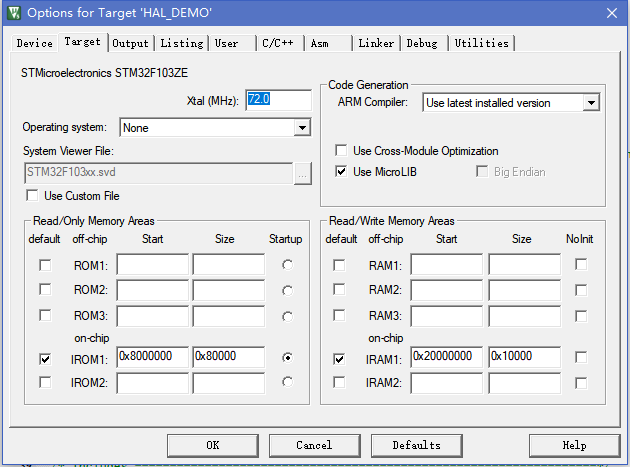 Options for Target 'HAL_DEMO'
Device Target Output Listing User C/C++ Asm Linker Debug Utilities
STMicroelectronics STM32F103ZE
Xtal (MHz): 72.0
Operating system: None
System Viewer File:
STM32F103xx.svd ...
Use Custom File
Code Generation
ARM Compiler: Use latest installed version
Use Cross-Module Optimization
Use MicroLIB Big Endian
Read/Only Memory Areas
default off-chip Start Size Startup
ROM1:
ROM2:
ROM3:
on-chip
IROM1: 0x8000000 0x80000
IROM2:
Read/Write Memory Areas
default off-chip Start Size NoInit
RAM1:
RAM2:
RAM3:
on-chip
IRAM1: 0x20000000 0x10000
IRAM2:
OK Cancel Defaults Help